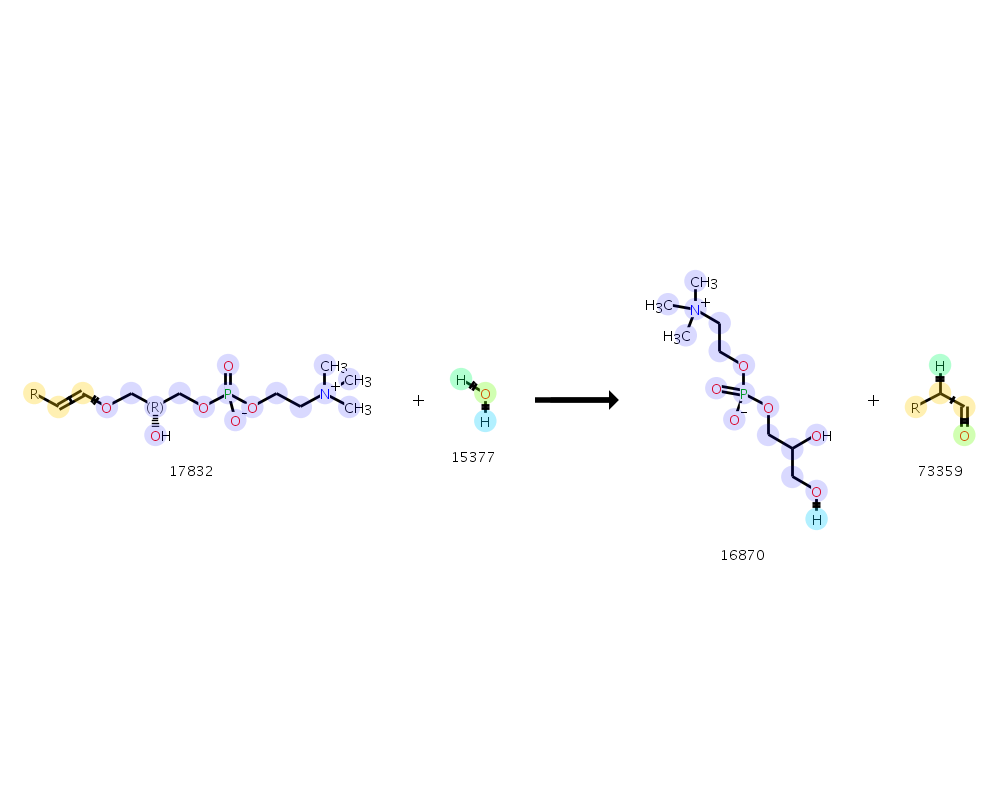 R O (R) OH O P O O⁻ O N⁺ CH3 CH3 CH3
17832
+
H O H
15377
CH3 H3C N⁺ H3C O O P O⁻ O OH O H
16870
+
H R O
73359